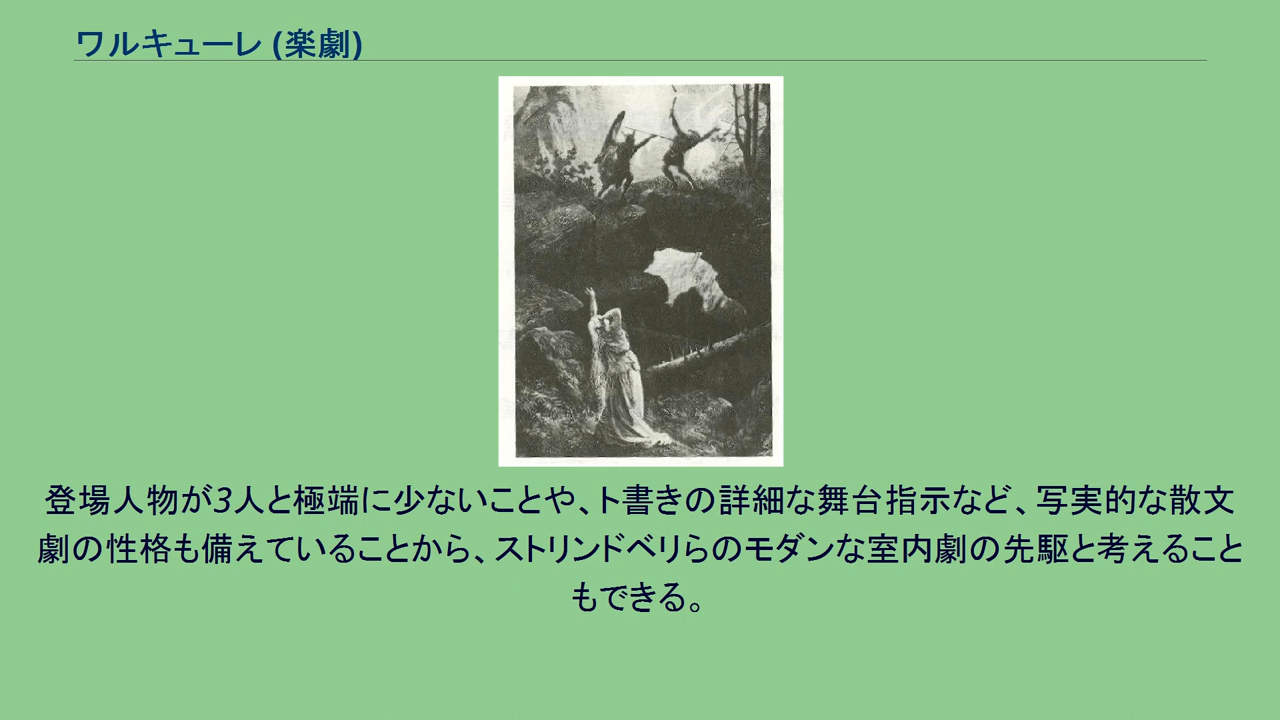 ワルキューレ (楽劇)
登場人物が3人と極端に少ないことや、ト書きの詳細な舞台指示など、写実的な散文
劇の性格も備えていることから、ストリンドベリらのモダンな室内劇の先駆と考えること
もできる。